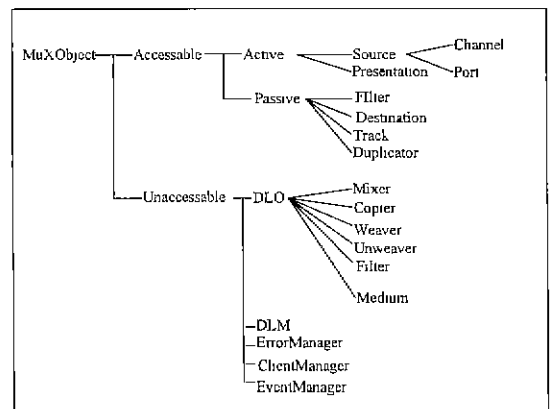 Channel
MuXObject Accessable Active Source
Presentation Port
Passive FIlter
Destination
Track
Duplicator
Mixer
Unaccessable DLO Copier
Weaver
Unweaver
Filter
Medium
DLM
ErrorManager
ClientManager
EventManager